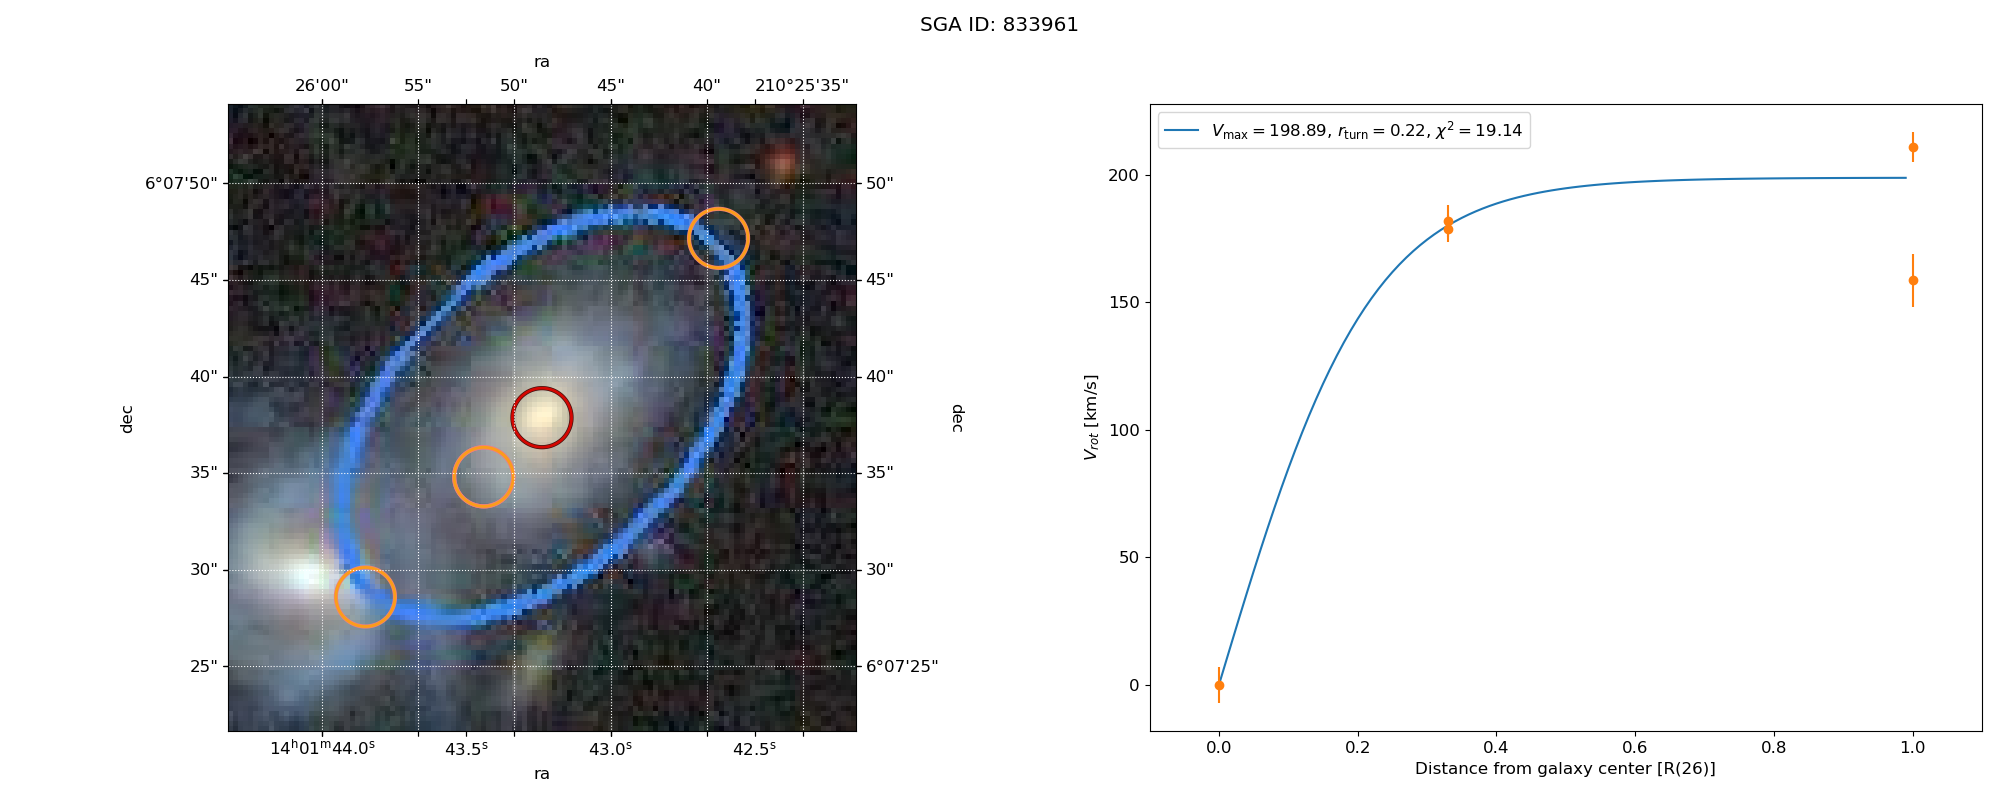 SGA ID: 833961
ra
26'00" 55" 50" 45" 40" 210°25'35"
6°07'50" 50"
45" 45"
40" 40"
dec dec
35" 35"
30" 30"
25" 6°07'25"
14ʰ01ᵐ44.0ˢ 43.5ˢ 43.0ˢ 42.5ˢ
ra
V_max = 198.89, r_turn = 0.22, χ² = 19.14
200
150
100
50
0
V_rot [km/s]
0.0 0.2 0.4 0.6 0.8 1.0
Distance from galaxy center [R(26)]